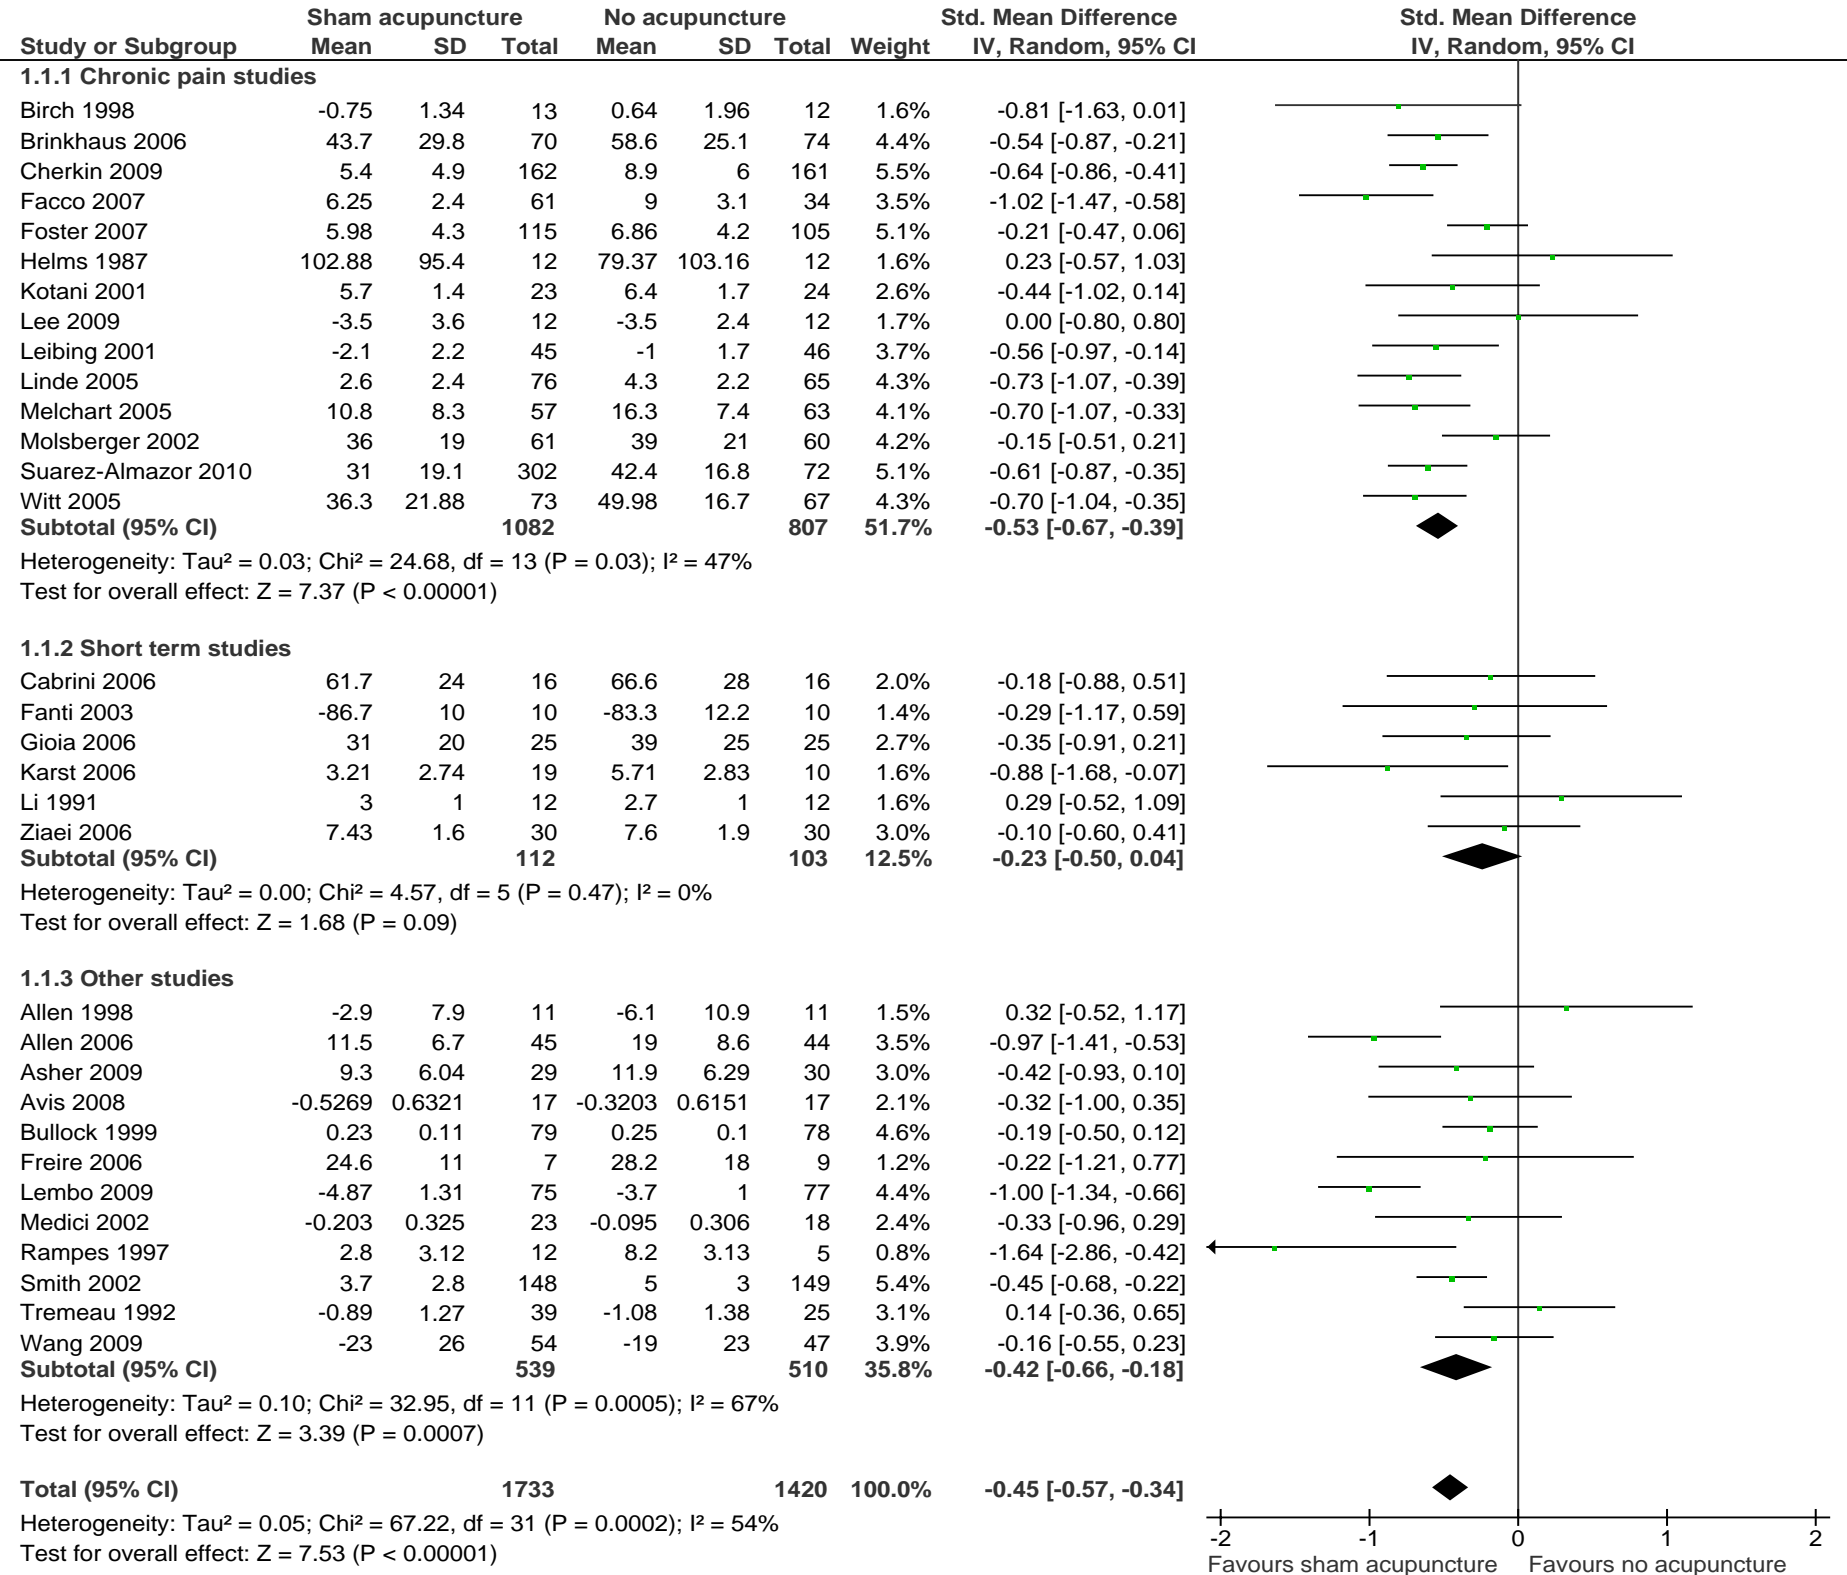 Sham acupuncture No acupuncture Std. Mean Difference Std. Mean Difference
Study or Subgroup Mean SD Total Mean SD Total Weight IV, Random, 95% CI IV, Random, 95% CI
1.1.1 Chronic pain studies
Birch 1998 -0.75 1.34 13 0.64 1.96 12 1.6% -0.81 [-1.63, 0.01]
Brinkhaus 2006 43.7 29.8 70 58.6 25.1 74 4.4% -0.54 [-0.87, -0.21]
Cherkin 2009 5.4 4.9 162 8.9 6 161 5.5% -0.64 [-0.86, -0.41]
Facco 2007 6.25 2.4 61 9 3.1 34 3.5% -1.02 [-1.47, -0.58]
Foster 2007 5.98 4.3 115 6.86 4.2 105 5.1% -0.21 [-0.47, 0.06]
Helms 1987 102.88 95.4 12 79.37 103.16 12 1.6% 0.23 [-0.57, 1.03]
Kotani 2001 5.7 1.4 23 6.4 1.7 24 2.6% -0.44 [-1.02, 0.14]
Lee 2009 -3.5 3.6 12 -3.5 2.4 12 1.7% 0.00 [-0.80, 0.80]
Leibing 2001 -2.1 2.2 45 -1 1.7 46 3.7% -0.56 [-0.97, -0.14]
Linde 2005 2.6 2.4 76 4.3 2.2 65 4.3% -0.73 [-1.07, -0.39]
Melchart 2005 10.8 8.3 57 16.3 7.4 63 4.1% -0.70 [-1.07, -0.33]
Molsberger 2002 36 19 61 39 21 60 4.2% -0.15 [-0.51, 0.21]
Suarez-Almazor 2010 31 19.1 302 42.4 16.8 72 5.1% -0.61 [-0.87, -0.35]
Witt 2005 36.3 21.88 73 49.98 16.7 67 4.3% -0.70 [-1.04, -0.35]
Subtotal (95% CI) 1082 807 51.7% -0.53 [-0.67, -0.39]
Heterogeneity: Tau² = 0.03; Chi² = 24.68, df = 13 (P = 0.03); I² = 47%
Test for overall effect: Z = 7.37 (P < 0.00001)
1.1.2 Short term studies
Cabrini 2006 61.7 24 16 66.6 28 16 2.0% -0.18 [-0.88, 0.51]
Fanti 2003 -86.7 10 10 -83.3 12.2 10 1.4% -0.29 [-1.17, 0.59]
Gioia 2006 31 20 25 39 25 25 2.7% -0.35 [-0.91, 0.21]
Karst 2006 3.21 2.74 19 5.71 2.83 10 1.6% -0.88 [-1.68, -0.07]
Li 1991 3 1 12 2.7 1 12 1.6% 0.29 [-0.52, 1.09]
Ziaei 2006 7.43 1.6 30 7.6 1.9 30 3.0% -0.10 [-0.60, 0.41]
Subtotal (95% CI) 112 103 12.5% -0.23 [-0.50, 0.04]
Heterogeneity: Tau² = 0.00; Chi² = 4.57, df = 5 (P = 0.47); I² = 0%
Test for overall effect: Z = 1.68 (P = 0.09)
1.1.3 Other studies
Allen 1998 -2.9 7.9 11 -6.1 10.9 11 1.5% 0.32 [-0.52, 1.17]
Allen 2006 11.5 6.7 45 19 8.6 44 3.5% -0.97 [-1.41, -0.53]
Asher 2009 9.3 6.04 29 11.9 6.29 30 3.0% -0.42 [-0.93, 0.10]
Avis 2008 -0.5269 0.6321 17 -0.3203 0.6151 17 2.1% -0.32 [-1.00, 0.35]
Bullock 1999 0.23 0.11 79 0.25 0.1 78 4.6% -0.19 [-0.50, 0.12]
Freire 2006 24.6 11 7 28.2 18 9 1.2% -0.22 [-1.21, 0.77]
Lembo 2009 -4.87 1.31 75 -3.7 1 77 4.4% -1.00 [-1.34, -0.66]
Medici 2002 -0.203 0.325 23 -0.095 0.306 18 2.4% -0.33 [-0.96, 0.29]
Rampes 1997 2.8 3.12 12 8.2 3.13 5 0.8% -1.64 [-2.86, -0.42]
Smith 2002 3.7 2.8 148 5 3 149 5.4% -0.45 [-0.68, -0.22]
Tremeau 1992 -0.89 1.27 39 -1.08 1.38 25 3.1% 0.14 [-0.36, 0.65]
Wang 2009 -23 26 54 -19 23 47 3.9% -0.16 [-0.55, 0.23]
Subtotal (95% CI) 539 510 35.8% -0.42 [-0.66, -0.18]
Heterogeneity: Tau² = 0.10; Chi² = 32.95, df = 11 (P = 0.0005); I² = 67%
Test for overall effect: Z = 3.39 (P = 0.0007)
Total (95% CI) 1733 1420 100.0% -0.45 [-0.57, -0.34]
Heterogeneity: Tau² = 0.05; Chi² = 67.22, df = 31 (P = 0.0002); I² = 54%
Test for overall effect: Z = 7.53 (P < 0.00001)
-2 -1 0 1 2
Favours sham acupuncture Favours no acupuncture